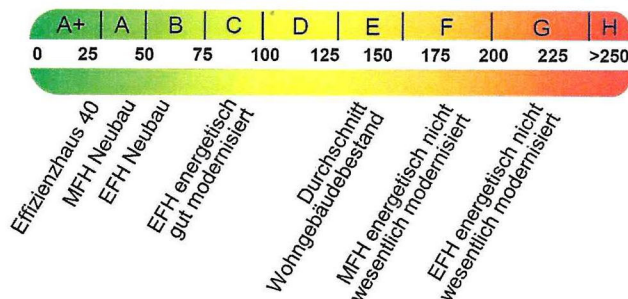 A+ A B C D E F G H
0 25 50 75 100 125 150 175 200 225 >250
Effizienzhaus 40
MFH Neubau
EFH Neubau
EFH energetisch
gut modernisiert
Durchschnitt
Wohngebäudebestand
MFH energetisch nicht
wesentlich modernisiert
EFH energetisch nicht
wesentlich modernisiert